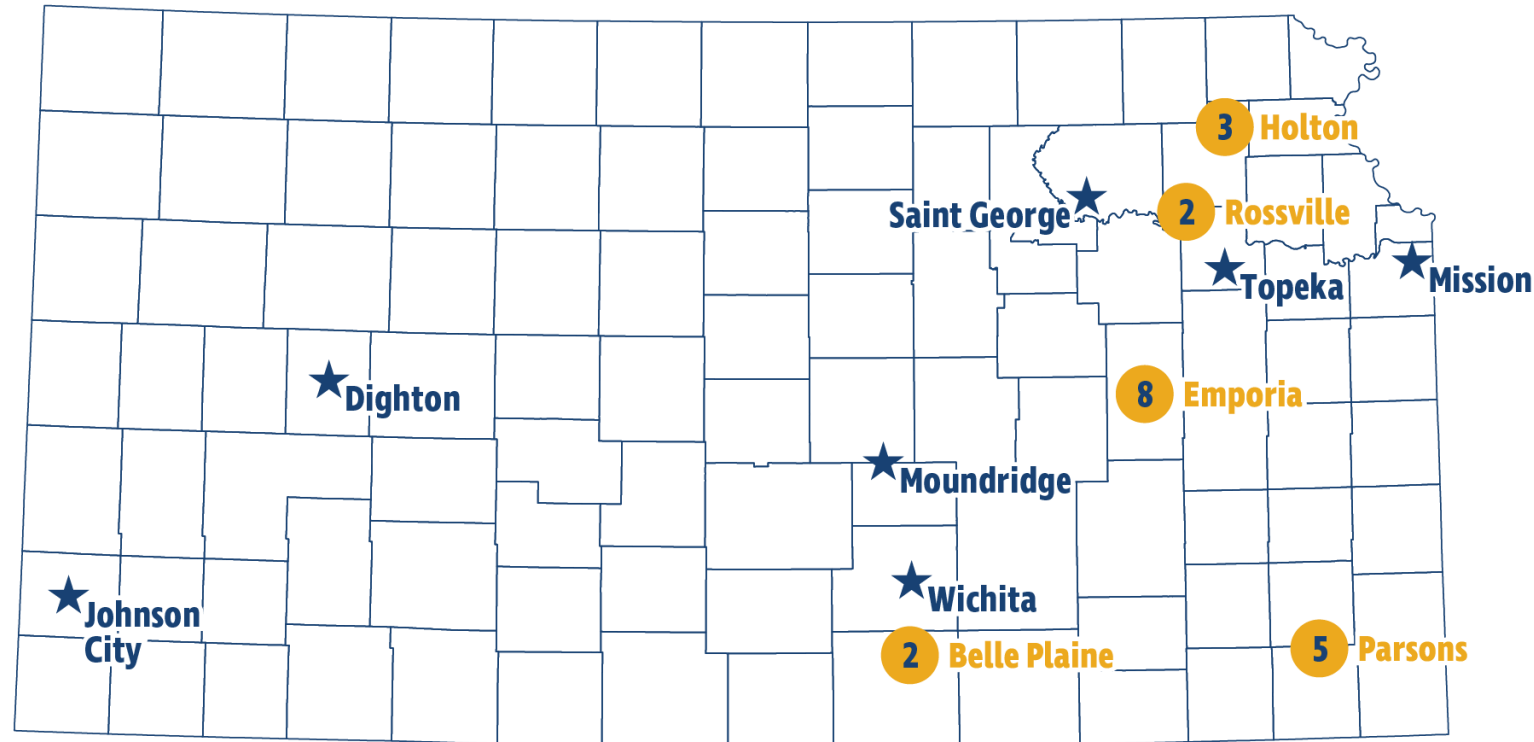 3 Holton
2 Rossville
Saint George
Topeka
Mission
Dighton
8 Emporia
Moundridge
Johnson
City
Wichita
2 Belle Plaine
5 Parsons